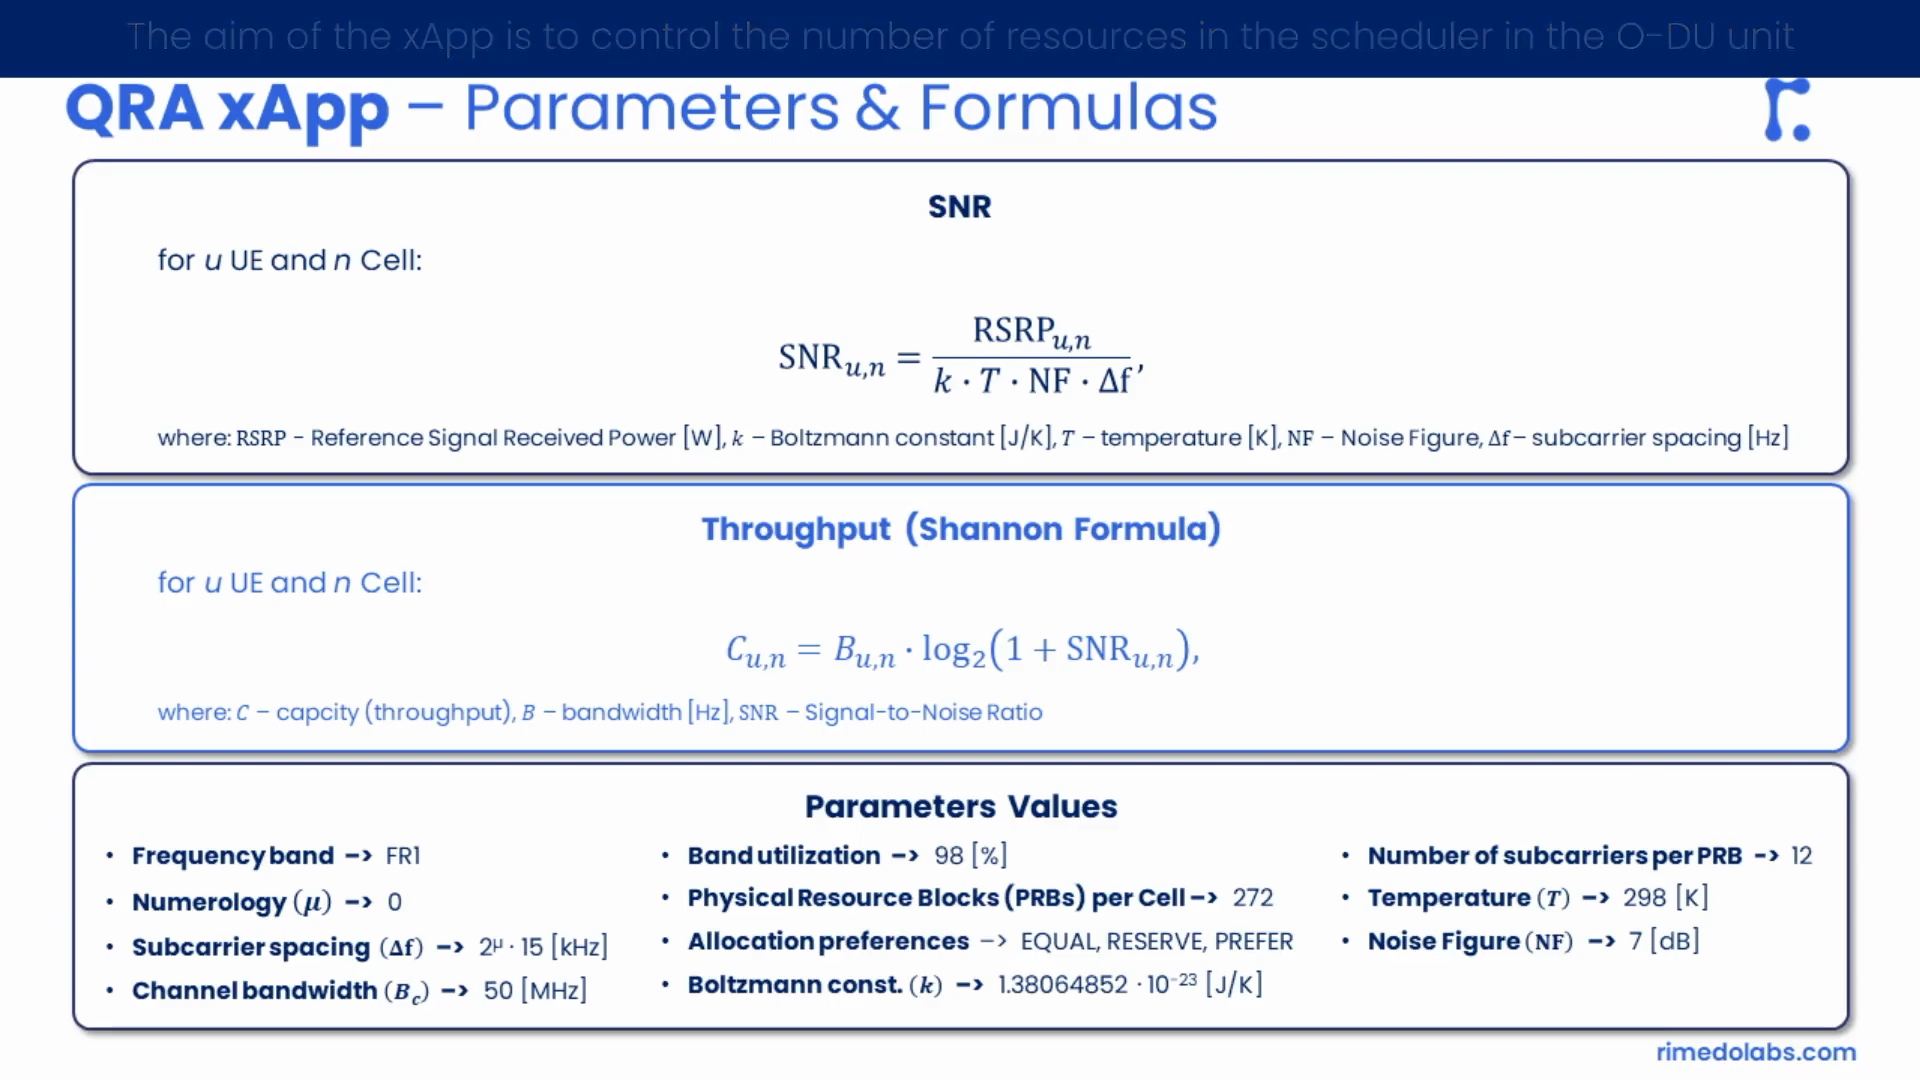 The aim of the xApp is to control the number of resources in the scheduler in the O-DU unit
QRA xApp – Parameters & Formulas
SNR
for u UE and n Cell:
SNR_{u,n} = RSRP_{u,n} / (k · T · NF · Δf),
where: RSRP - Reference Signal Received Power [W], k – Boltzmann constant [J/K], T – temperature [K], NF – Noise Figure, Δf – subcarrier spacing [Hz]
Throughput (Shannon Formula)
for u UE and n Cell:
C_{u,n} = B_{u,n} · log₂(1 + SNR_{u,n}),
where: C – capcity (throughput), B – bandwidth [Hz], SNR – Signal-to-Noise Ratio
Parameters Values
• Frequency band –> FR1
• Numerology (μ) –> 0
• Subcarrier spacing (Δf) –> 2^μ · 15 [kHz]
• Channel bandwidth (B_c) –> 50 [MHz]
• Band utilization –> 98 [%]
• Physical Resource Blocks (PRBs) per Cell –> 272
• Allocation preferences –> EQUAL, RESERVE, PREFER
• Boltzmann const. (k) –> 1.38064852 · 10⁻²³ [J/K]
• Number of subcarriers per PRB –> 12
• Temperature (T) –> 298 [K]
• Noise Figure (NF) –> 7 [dB]
rimedolabs.com